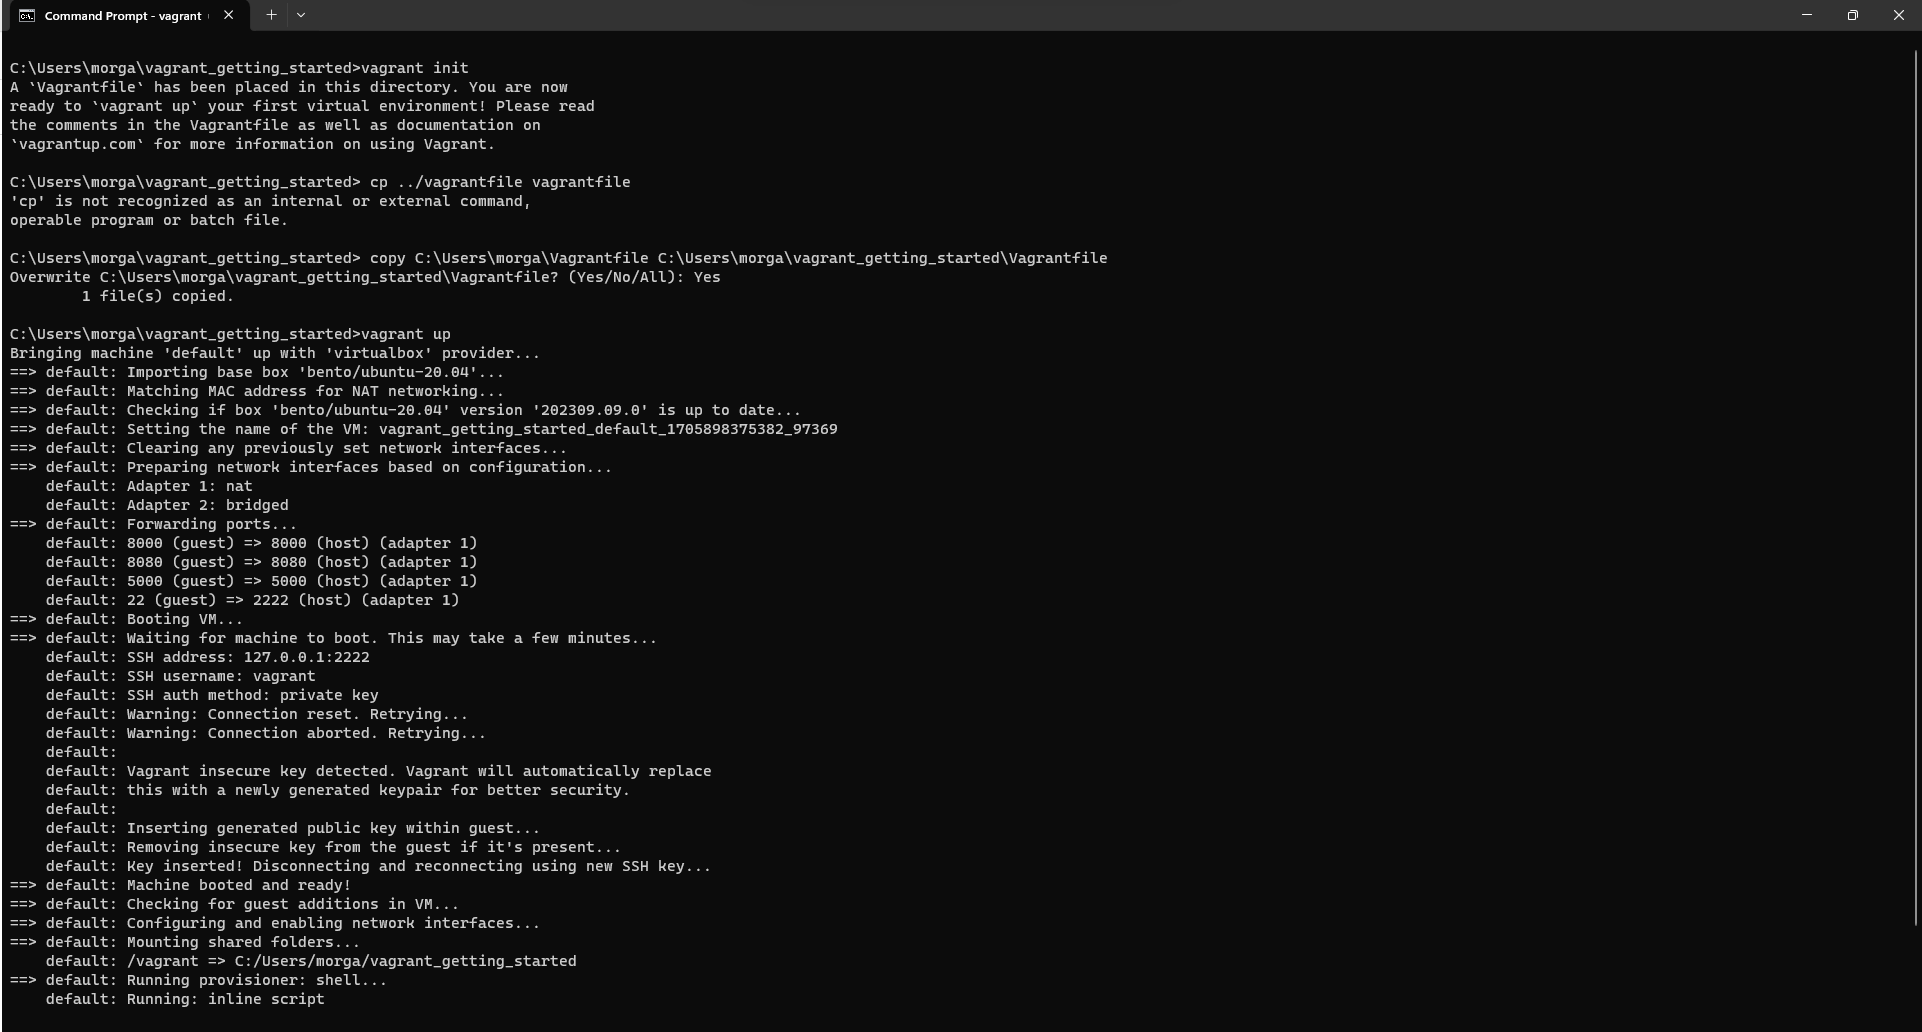 Command Prompt - vagrant
C:\Users\morga\vagrant_getting_started>vagrant init
A `Vagrantfile` has been placed in this directory. You are now
ready to `vagrant up` your first virtual environment! Please read
the comments in the Vagrantfile as well as documentation on
`vagrantup.com` for more information on using Vagrant.
C:\Users\morga\vagrant_getting_started> cp ../vagrantfile vagrantfile
'cp' is not recognized as an internal or external command,
operable program or batch file.
C:\Users\morga\vagrant_getting_started> copy C:\Users\morga\Vagrantfile C:\Users\morga\vagrant_getting_started\Vagrantfile
Overwrite C:\Users\morga\vagrant_getting_started\Vagrantfile? (Yes/No/All): Yes
        1 file(s) copied.
C:\Users\morga\vagrant_getting_started>vagrant up
Bringing machine 'default' up with 'virtualbox' provider...
==> default: Importing base box 'bento/ubuntu-20.04'...
==> default: Matching MAC address for NAT networking...
==> default: Checking if box 'bento/ubuntu-20.04' version '202309.09.0' is up to date...
==> default: Setting the name of the VM: vagrant_getting_started_default_1705898375382_97369
==> default: Clearing any previously set network interfaces...
==> default: Preparing network interfaces based on configuration...
    default: Adapter 1: nat
    default: Adapter 2: bridged
==> default: Forwarding ports...
    default: 8000 (guest) => 8000 (host) (adapter 1)
    default: 8080 (guest) => 8080 (host) (adapter 1)
    default: 5000 (guest) => 5000 (host) (adapter 1)
    default: 22 (guest) => 2222 (host) (adapter 1)
==> default: Booting VM...
==> default: Waiting for machine to boot. This may take a few minutes...
    default: SSH address: 127.0.0.1:2222
    default: SSH username: vagrant
    default: SSH auth method: private key
    default: Warning: Connection reset. Retrying...
    default: Warning: Connection aborted. Retrying...
    default:
    default: Vagrant insecure key detected. Vagrant will automatically replace
    default: this with a newly generated keypair for better security.
    default:
    default: Inserting generated public key within guest...
    default: Removing insecure key from the guest if it's present...
    default: Key inserted! Disconnecting and reconnecting using new SSH key...
==> default: Machine booted and ready!
==> default: Checking for guest additions in VM...
==> default: Configuring and enabling network interfaces...
==> default: Mounting shared folders...
    default: /vagrant => C:/Users/morga/vagrant_getting_started
==> default: Running provisioner: shell...
    default: Running: inline script